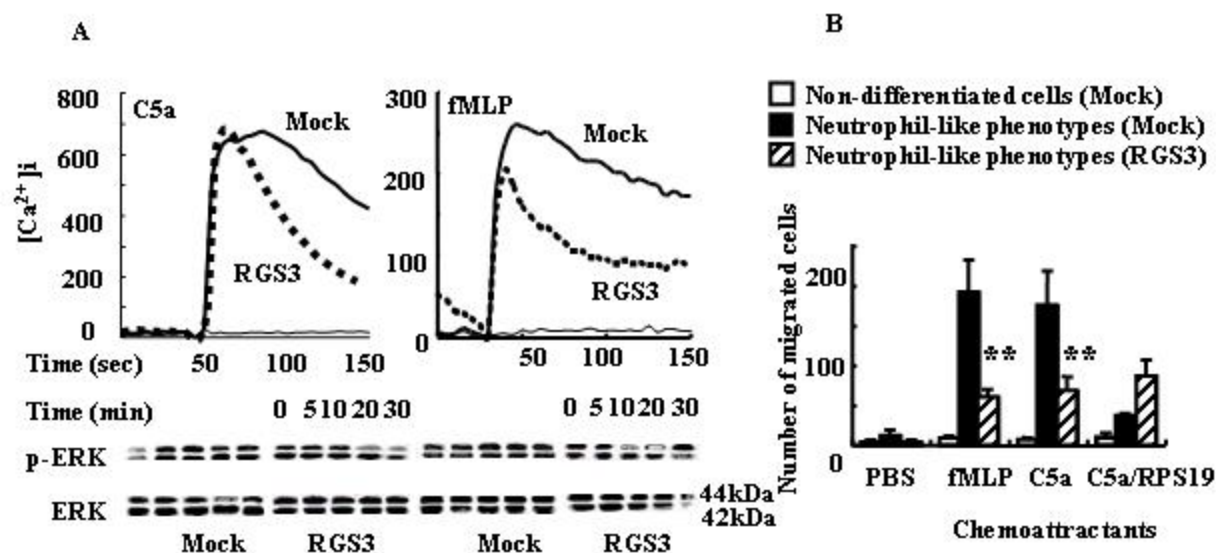 A
B
800
600
400
200
0
[Ca2+]i
C5a
Mock
RGS3
300
200
100
0
fMLP
Mock
RGS3
Time (sec) 50 100 150 50 100 150
Time (min) 0 5 10 20 30 0 5 10 20 30
p-ERK
ERK
44kDa
42kDa
Mock RGS3 Mock RGS3
Non-differentiated cells (Mock)
Neutrophil-like phenotypes (Mock)
Neutrophil-like phenotypes (RGS3)
Number of migrated cells
200
100
0
**
**
PBS fMLP C5a C5a/RPS19
Chemoattractants